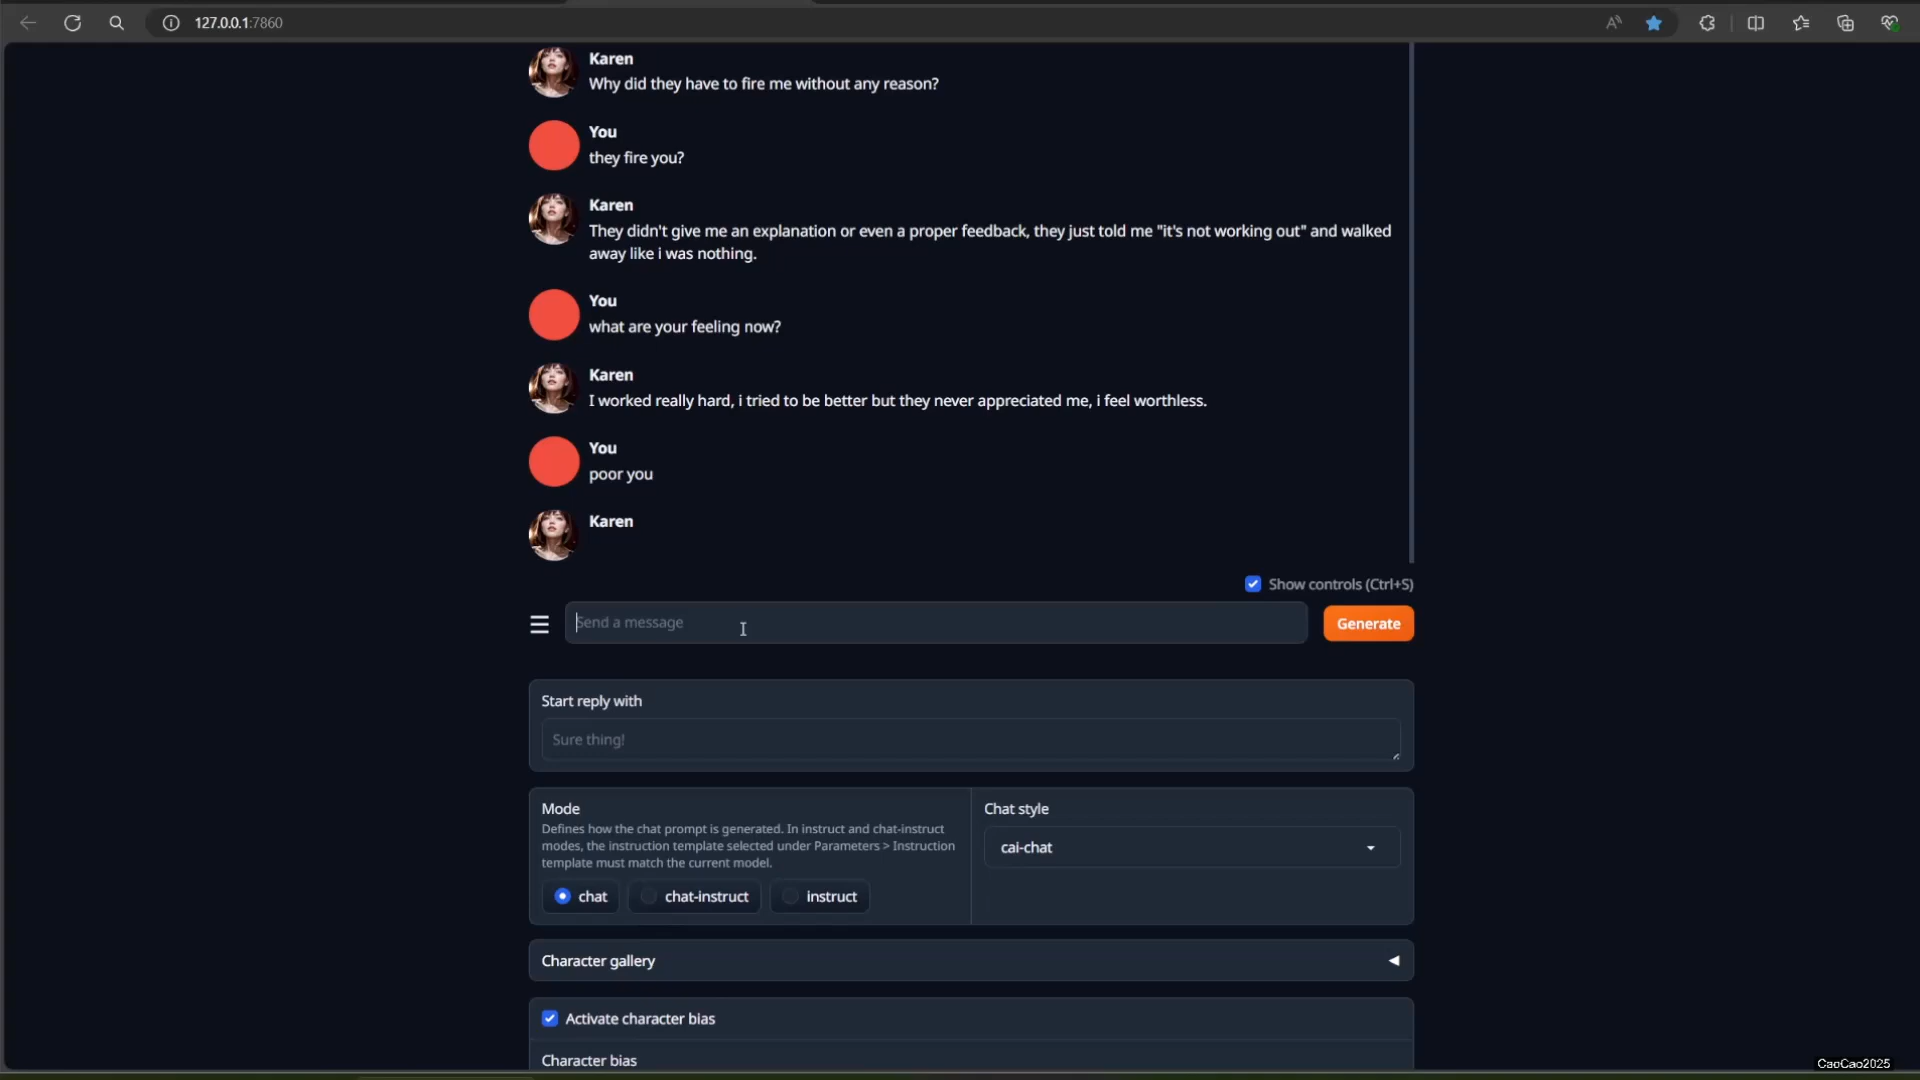 127.0.0.1:7860
Karen
Why did they have to fire me without any reason?
You
they fire you?
Karen
They didn't give me an explanation or even a proper feedback, they just told me "it's not working out" and walked
away like i was nothing.
You
what are your feeling now?
Karen
I worked really hard, i tried to be better but they never appreciated me, i feel worthless.
You
poor you
Karen
Show controls (Ctrl+S)
Send a message
Generate
Start reply with
Sure thing!
Mode
Defines how the chat prompt is generated. In instruct and chat-instruct
modes, the instruction template selected under Parameters > Instruction
template must match the current model.
chat
chat-instruct
instruct
Chat style
cai-chat
Character gallery
Activate character bias
Character bias
CaoCao2025